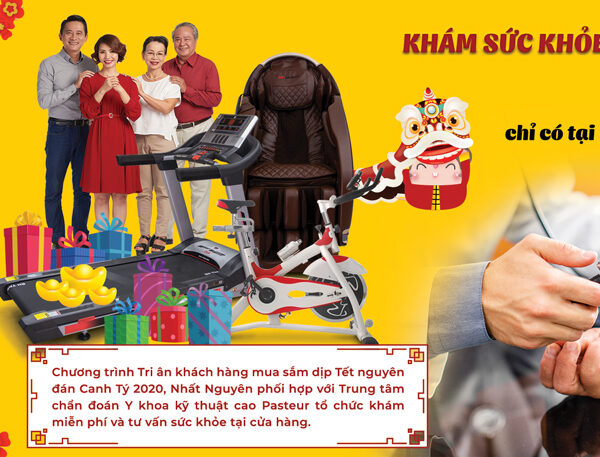 KHÁM SỨC KHỎE
chỉ có tại
Chương trình Tri ân khách hàng mua sắm dịp Tết nguyên
đán Canh Tý 2020, Nhất Nguyên phối hợp với Trung tâm
chẩn đoán Y khoa kỹ thuật cao Pasteur tổ chức khám
miễn phí và tư vấn sức khỏe tại cửa hàng.